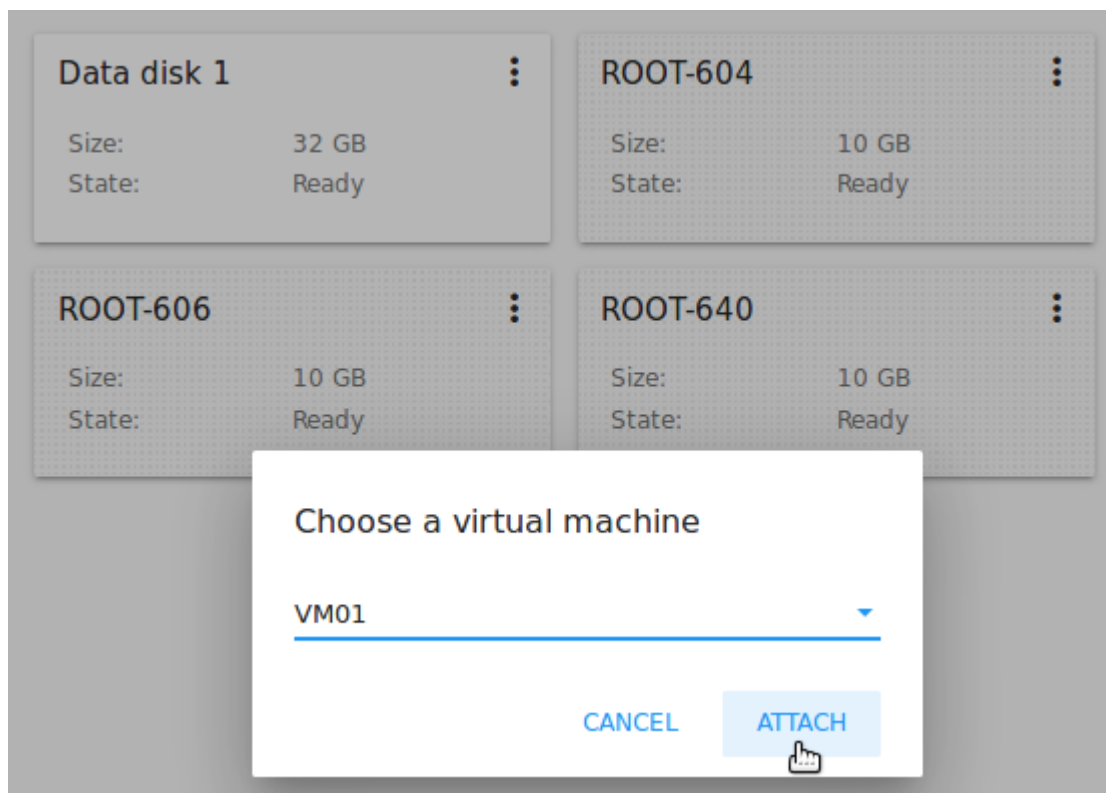 Data disk 1
Size: 32 GB
State: Ready
ROOT-604
Size: 10 GB
State: Ready
ROOT-606
Size: 10 GB
State: Ready
ROOT-640
Size: 10 GB
State: Ready
Choose a virtual machine
VM01
CANCEL ATTACH